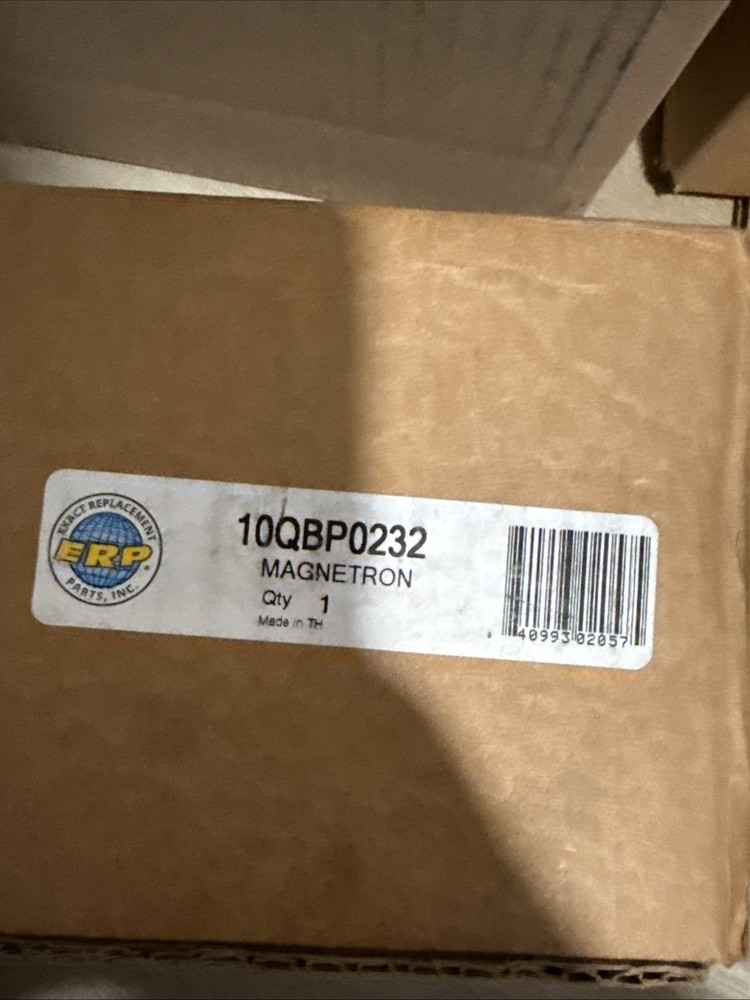 EXACT REPLACEMENT
ERP
PARTS, INC.
10QBP0232
MAGNETRON
Qty 1
Made in TH
40993 02057